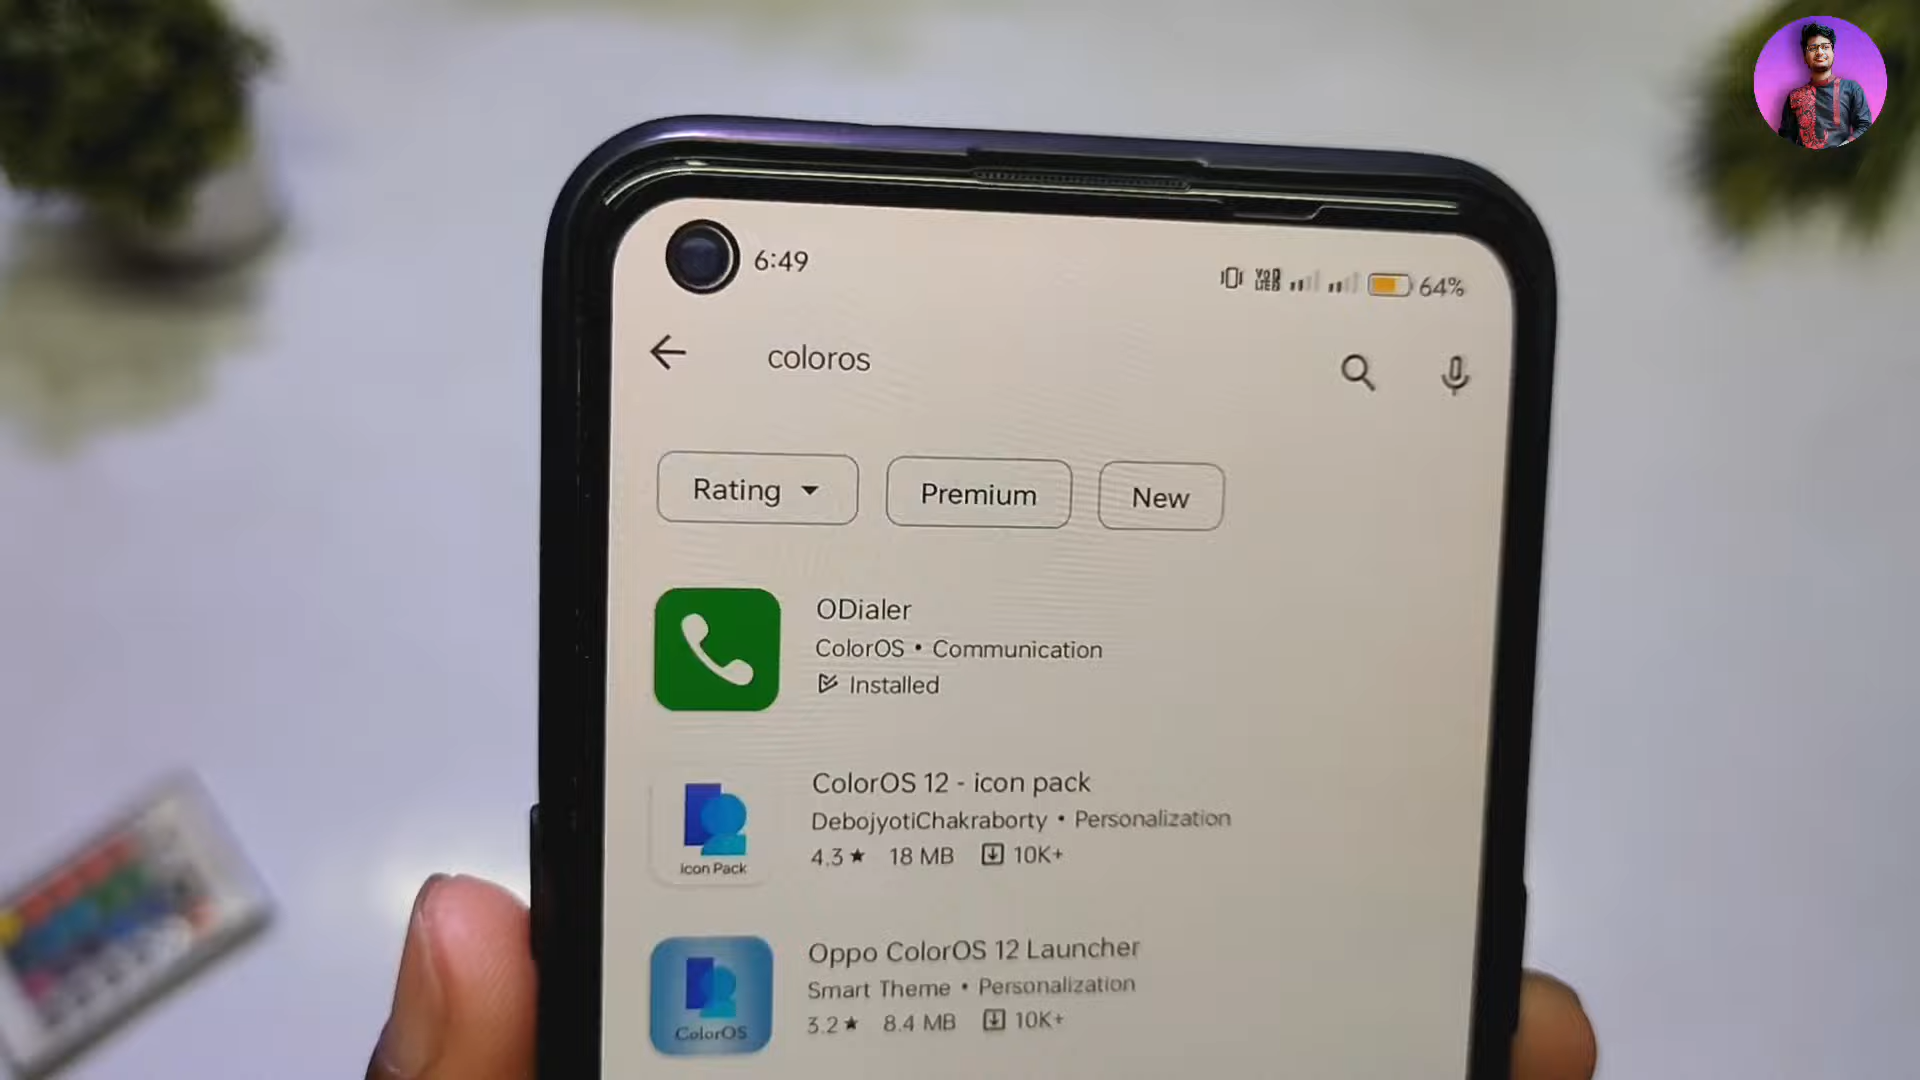 6:49
VoLTE
64%
coloros
Rating
Premium
New
ODialer
ColorOS • Communication
Installed
ColorOS 12 - icon pack
DebojyotiChakraborty • Personalization
4.3★ 18 MB 10K+
Icon Pack
Oppo ColorOS 12 Launcher
Smart Theme • Personalization
3.2★ 8.4 MB 10K+
ColorOS